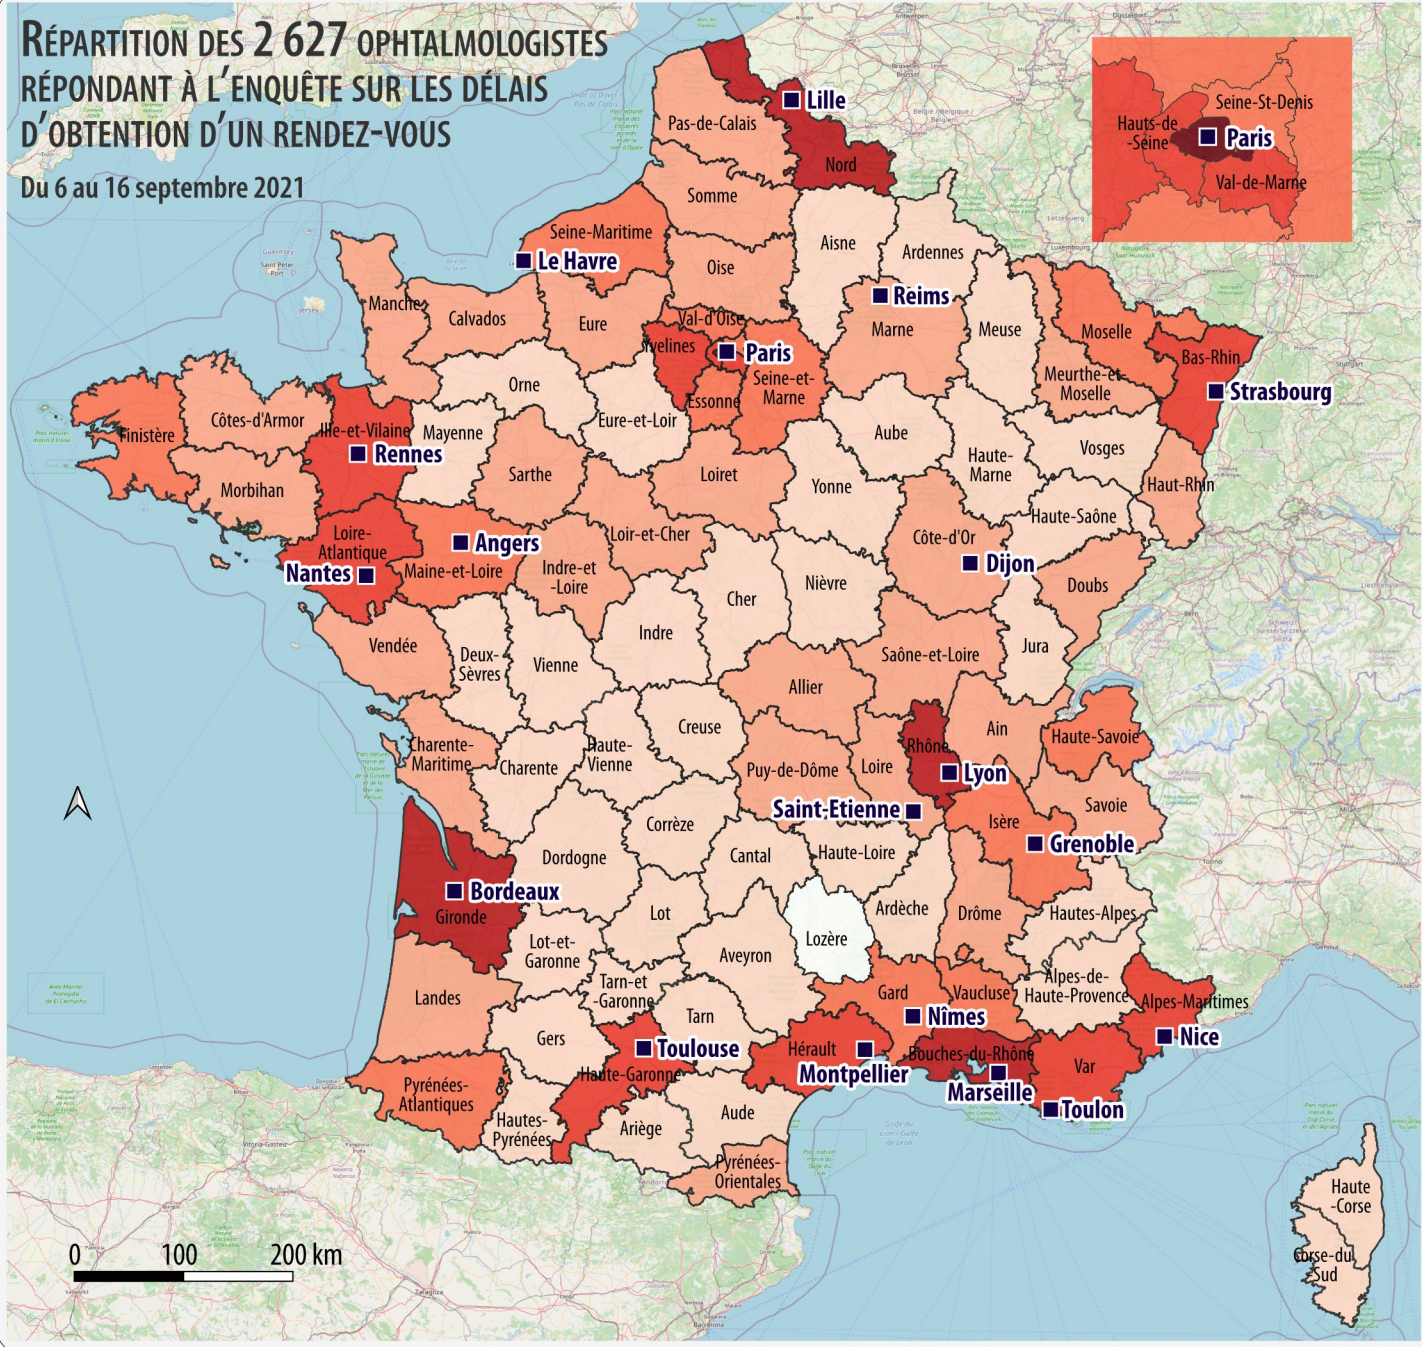 RÉPARTITION DES 2 627 OPHTALMOLOGISTES
RÉPONDANT À L'ENQUÊTE SUR LES DÉLAIS
D'OBTENTION D'UN RENDEZ-VOUS
Du 6 au 16 septembre 2021
Seine-St-Denis
Hauts-de
-Seine
Paris
Val-de-Marne
Lille
Pas-de-Calais
Nord
Somme
Seine-Maritime
Le Havre
Oise
Aisne
Ardennes
Reims
Manche
Calvados
Eure
Val-d'Oise
Marne
Meuse
Moselle
Yvelines
Paris
Bas-Rhin
Seine-et-
Marne
Essonne
Meurthe-et-
Moselle
Strasbourg
Orne
Finistère
Côtes-d'Armor
Ille-et-Vilaine
Rennes
Mayenne
Eure-et-Loir
Aube
Vosges
Haute-
Marne
Morbihan
Sarthe
Loiret
Yonne
Haut-Rhin
Haute-Saône
Loire-
Atlantique
Nantes
Angers
Maine-et-Loire
Loir-et-Cher
Indre-et
-Loire
Côte-d'Or
Dijon
Doubs
Nièvre
Cher
Vendée
Deux-
Sèvres
Vienne
Indre
Saône-et-Loire
Jura
Allier
Charente-
Maritime
Charente
Haute-
Vienne
Creuse
Puy-de-Dôme
Loire
Rhône
Lyon
Ain
Haute-Savoie
Saint-Etienne
Savoie
Isère
Grenoble
Corrèze
Dordogne
Cantal
Haute-Loire
Bordeaux
Gironde
Lot
Lot-et-
Garonne
Aveyron
Lozère
Ardèche
Drôme
Hautes-Alpes
Alpes-de-
Haute-Provence
Alpes-Maritimes
Landes
Tarn-et
-Garonne
Tarn
Gard
Vaucluse
Nîmes
Nice
Gers
Toulouse
Haute-Garonne
Hérault
Montpellier
Bouches-du-Rhône
Marseille
Var
Toulon
Pyrénées-
Atlantiques
Hautes-
Pyrénées
Ariège
Aude
Pyrénées-
Orientales
Haute
-Corse
Corse-du-
Sud
0 100 200 km